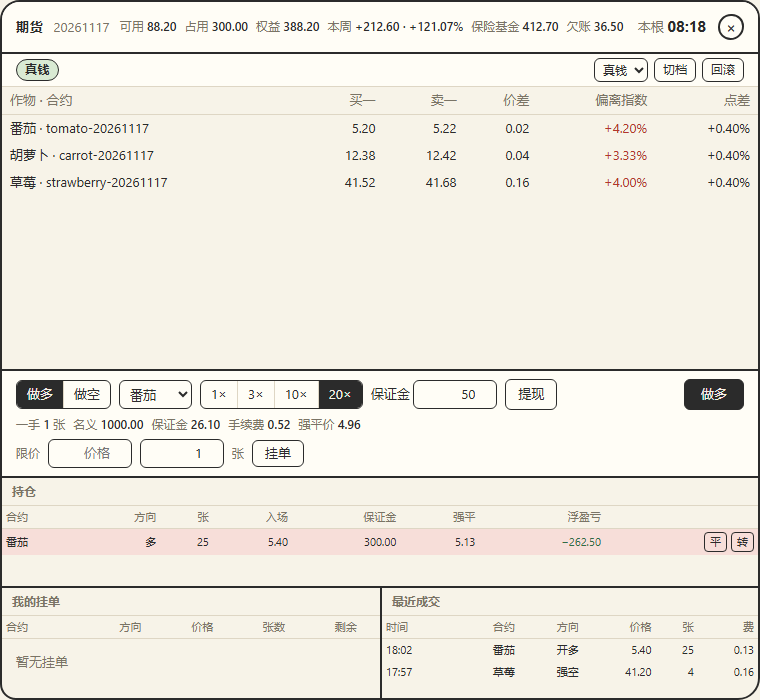 期货 20261117 可用 88.20 占用 300.00 权益 388.20 本周 +212.60 · +121.07% 保险基金 412.70 欠账 36.50 本根 08:18 ×
真钱 真钱 切档 回滚
作物 · 合约 买一 卖一 价差 偏离指数 点差
番茄 · tomato-20261117 5.20 5.22 0.02 +4.20% +0.40%
胡萝卜 · carrot-20261117 12.38 12.42 0.04 +3.33% +0.40%
草莓 · strawberry-20261117 41.52 41.68 0.16 +4.00% +0.40%
做多 做空 番茄 1× 3× 10× 20× 保证金 50 提现 做多
一手 1 张 名义 1000.00 保证金 26.10 手续费 0.52 强平价 4.96
限价 价格 1 张 挂单
持仓
合约 方向 张 入场 保证金 强平 浮盈亏
番茄 多 25 5.40 300.00 5.13 −262.50 平 转
我的挂单
合约 方向 价格 张数 剩余
暂无挂单
最近成交
时间 合约 方向 价格 张 费
18:02 番茄 开多 5.40 25 0.13
17:57 草莓 强空 41.20 4 0.16